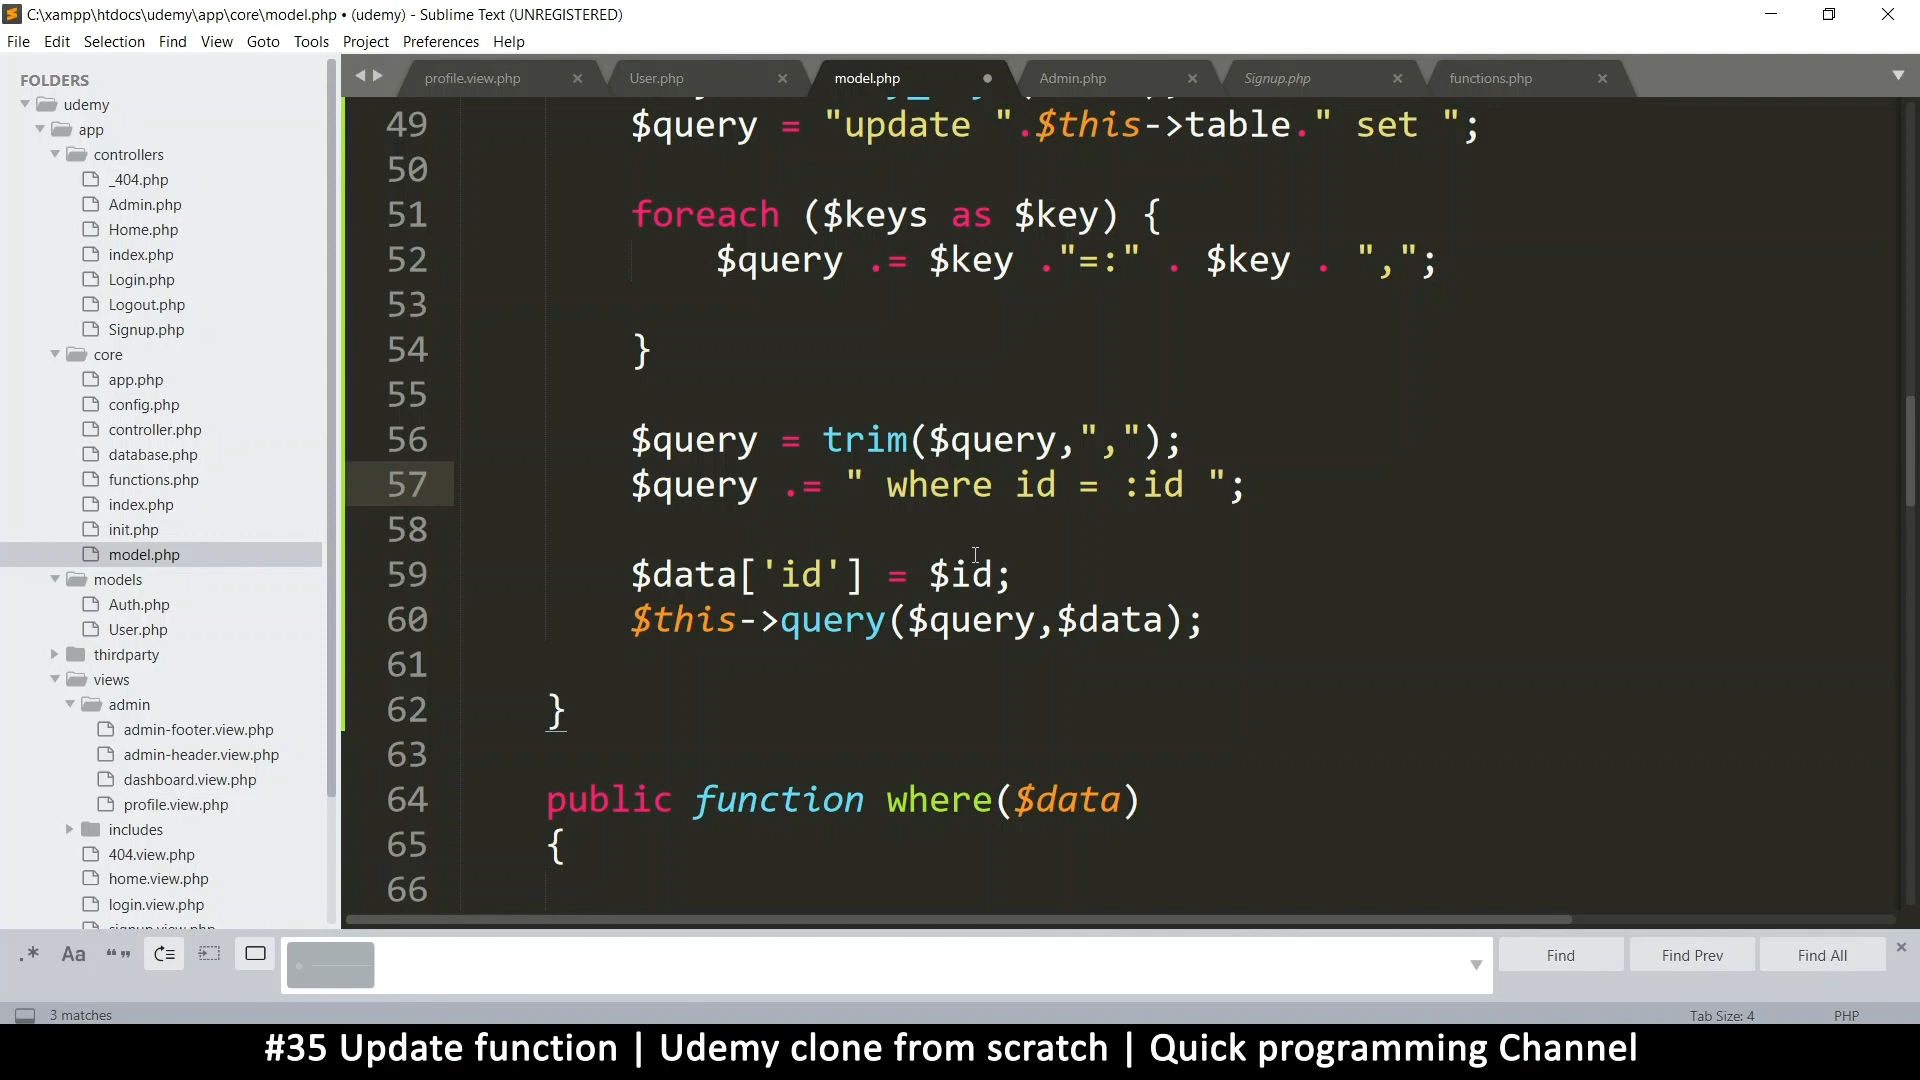 C:\xampp\htdocs\udemy\app\core\model.php • (udemy) - Sublime Text (UNREGISTERED)
File Edit Selection Find View Goto Tools Project Preferences Help
FOLDERS
udemy
app
controllers
_404.php
Admin.php
Home.php
index.php
Login.php
Logout.php
Signup.php
core
app.php
config.php
controller.php
database.php
functions.php
index.php
init.php
model.php
models
Auth.php
User.php
thirdparty
views
admin
admin-footer.view.php
admin-header.view.php
dashboard.view.php
profile.view.php
includes
404.view.php
home.view.php
login.view.php
signup.view.php
profile.view.php User.php model.php Admin.php Signup.php functions.php
49 $query = "update ".$this->table." set ";
50
51 foreach ($keys as $key) {
52 $query .= $key ."=:" . $key . ",";
53
54 }
55
56 $query = trim($query,",");
57 $query .= " where id = :id ";
58
59 $data['id'] = $id;
60 $this->query($query,$data);
61
62 }
63
64 public function where($data)
65 {
66
.* Aa “ ”
Find Find Prev Find All
3 matches Tab Size: 4 PHP
#35 Update function | Udemy clone from scratch | Quick programming Channel